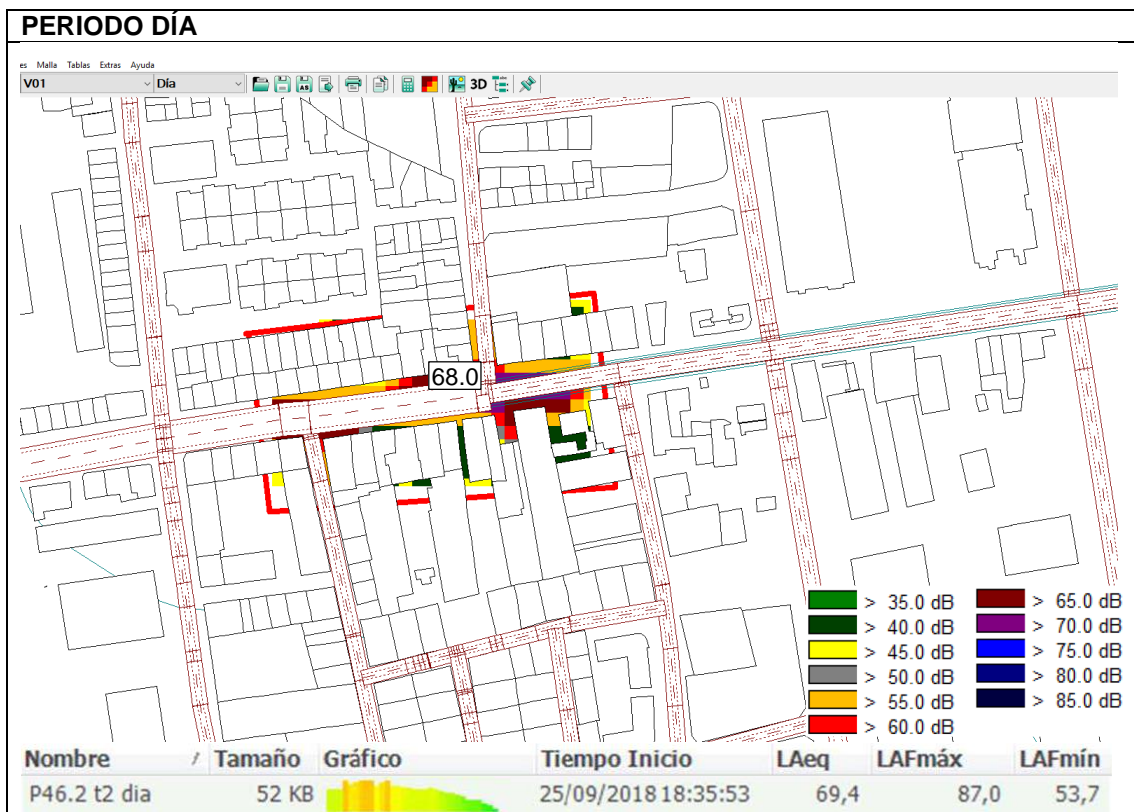 PERIODO DÍA
es Malla Tablas Extras Ayuda
V01 Día AS 3D
68.0
> 35.0 dB > 65.0 dB
> 40.0 dB > 70.0 dB
> 45.0 dB > 75.0 dB
> 50.0 dB > 80.0 dB
> 55.0 dB > 85.0 dB
> 60.0 dB
Nombre / Tamaño Gráfico Tiempo Inicio LAeq LAFmáx LAFmín
P46.2 t2 dia 52 KB 25/09/2018 18:35:53 69,4 87,0 53,7